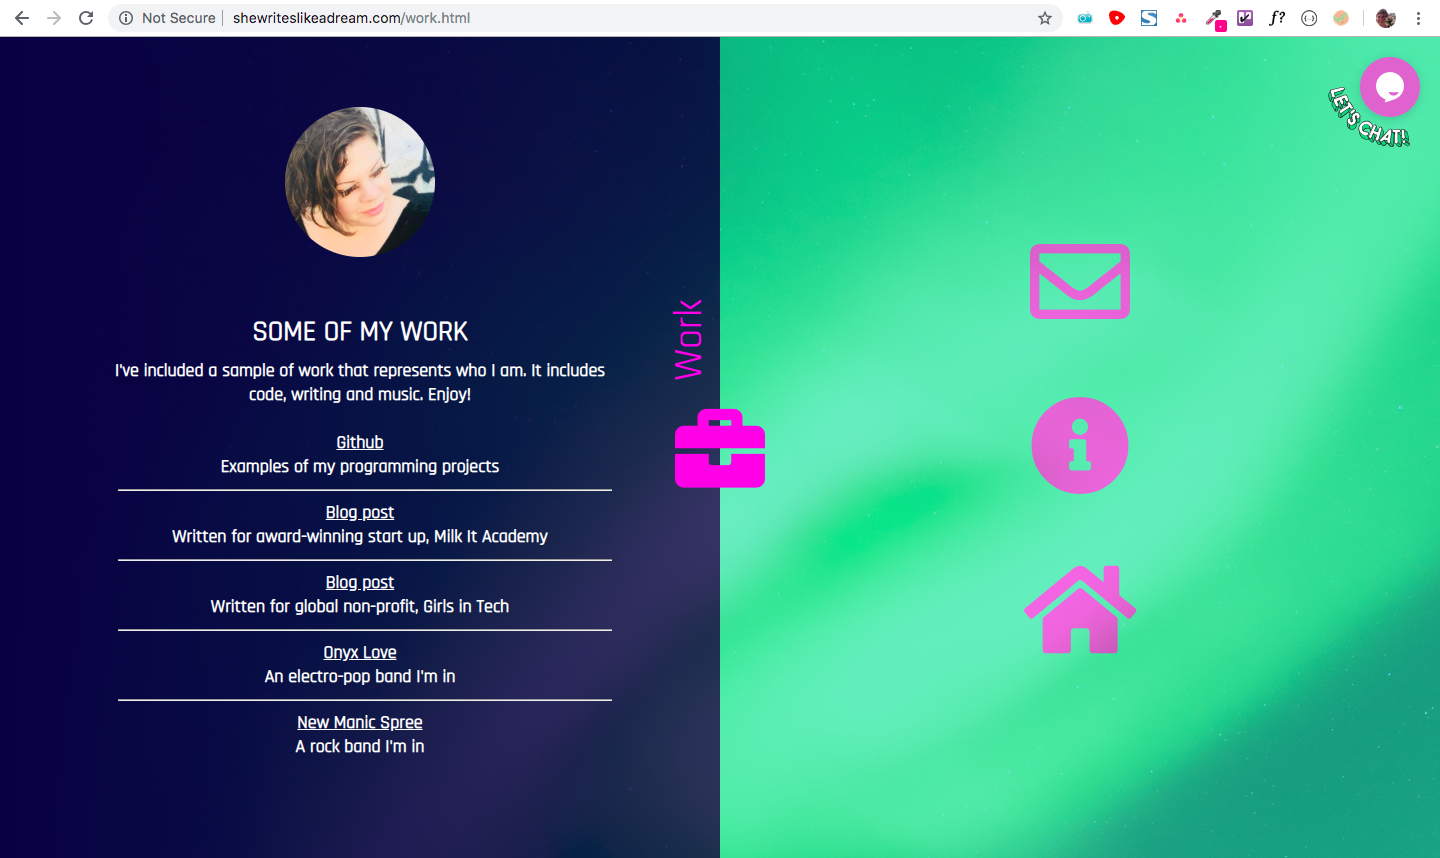 Not Secure
shewriteslikeadream.com/work.html
f?
LET'S CHAT!
SOME OF MY WORK
I've included a sample of work that represents who I am. It includes
code, writing and music. Enjoy!
Github
Examples of my programming projects
Blog post
Written for award-winning start up, Milk It Academy
Blog post
Written for global non-profit, Girls in Tech
Onyx Love
An electro-pop band I'm in
New Manic Spree
A rock band I'm in
Work